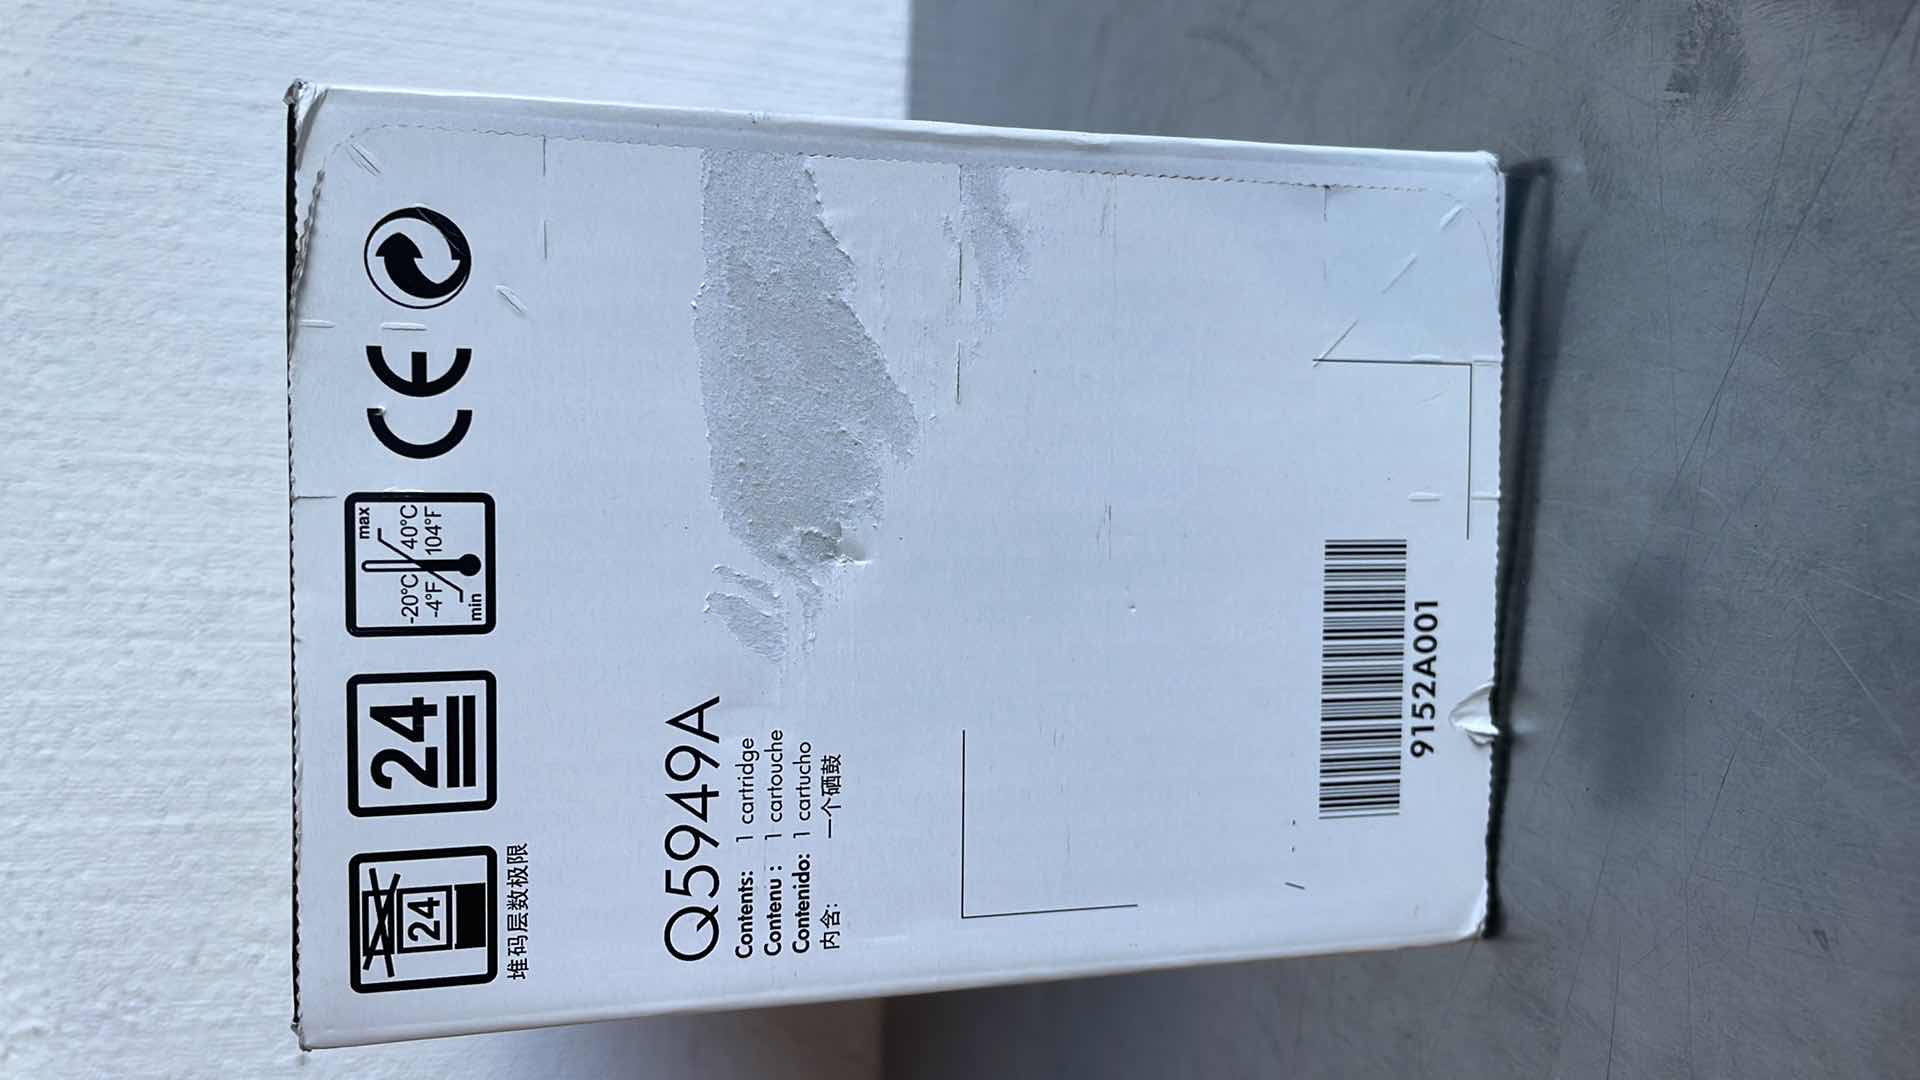 24
堆码层数极限
24
-20°C
-4°F
min
max
40°C
104°F
CE
Q5949A
Contents: 1 cartridge
Contenu : 1 cartouche
Contenido: 1 cartucho
内含: 一个硒鼓
9152A001